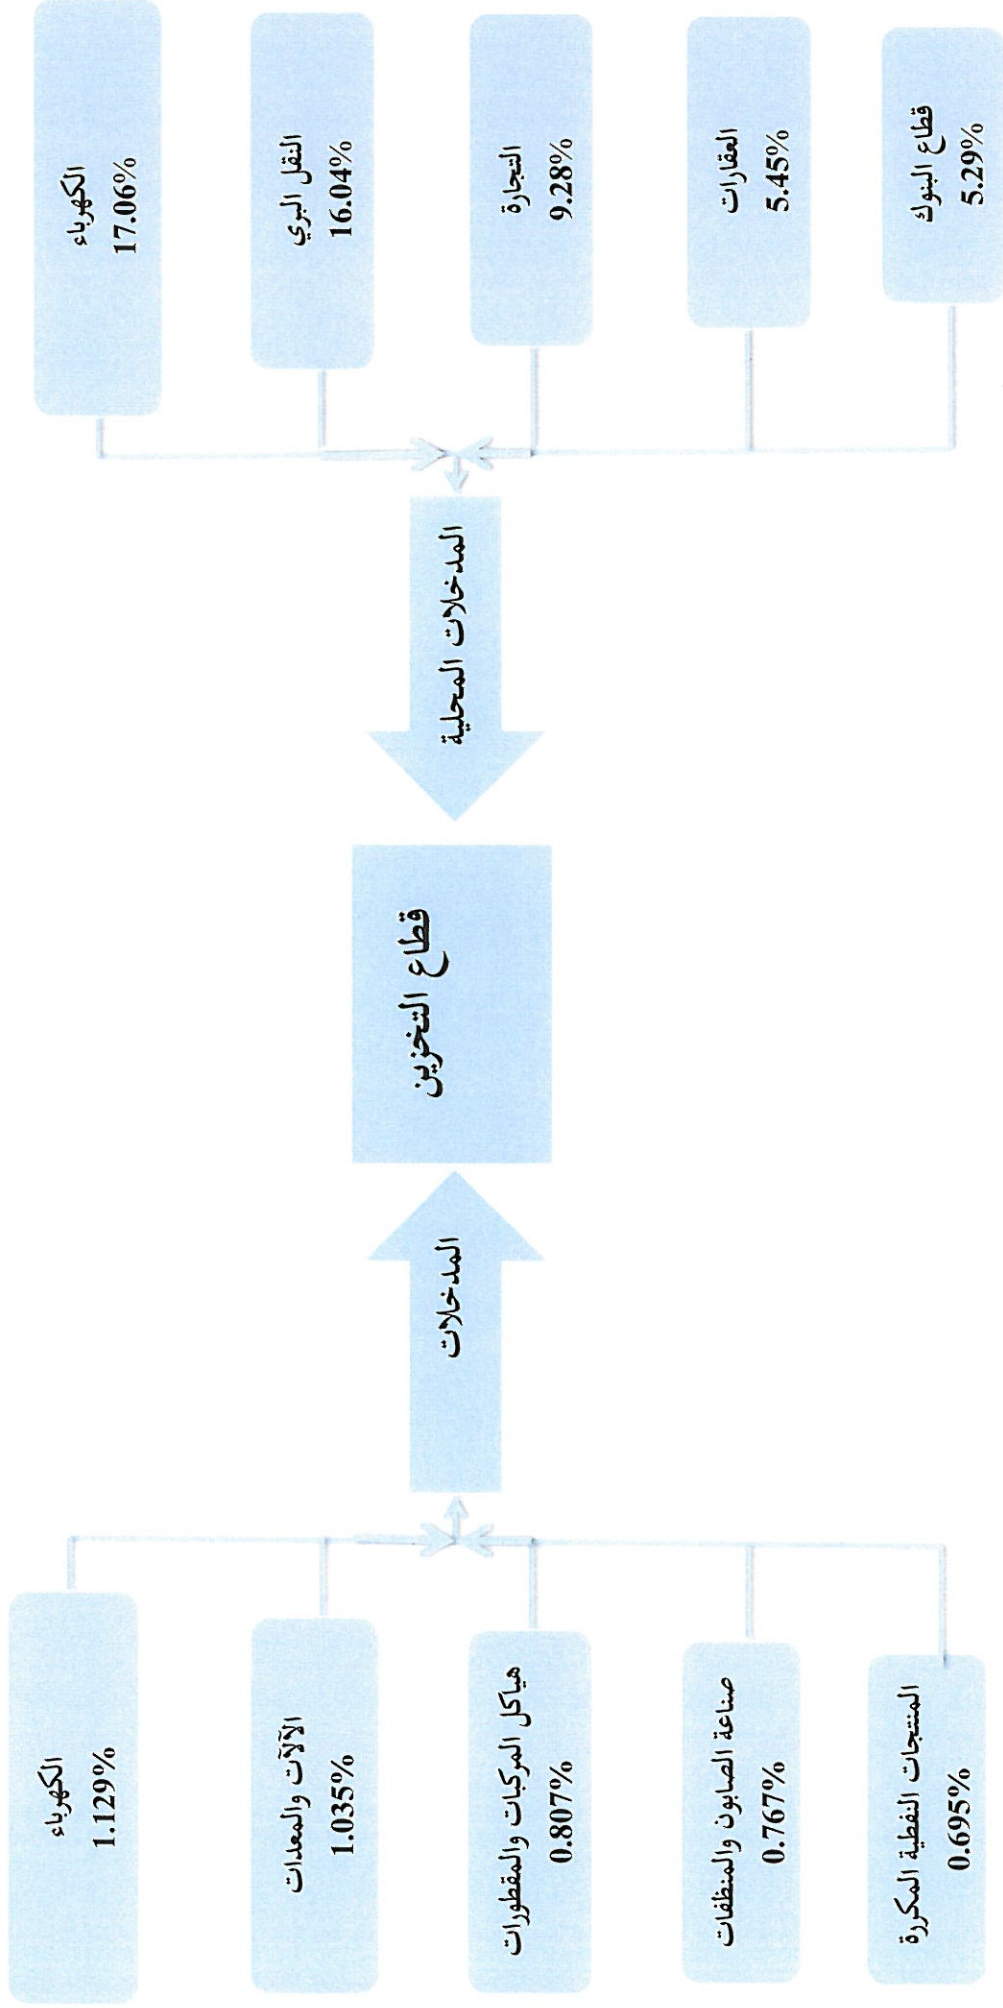 الكهرباء
17.06%
النقل البري
16.04%
التجارة
9.28%
العقارات
5.45%
قطاع البنوك
5.29%
المدخلات المحلية
قطاع التخزين
المدخلات
الكهرباء
1.129%
الآلات والمعدات
1.035%
هياكل المركبات والمقطورات
0.807%
صناعة الصابون والمنظفات
0.767%
المنتجات النفطية المكررة
0.695%